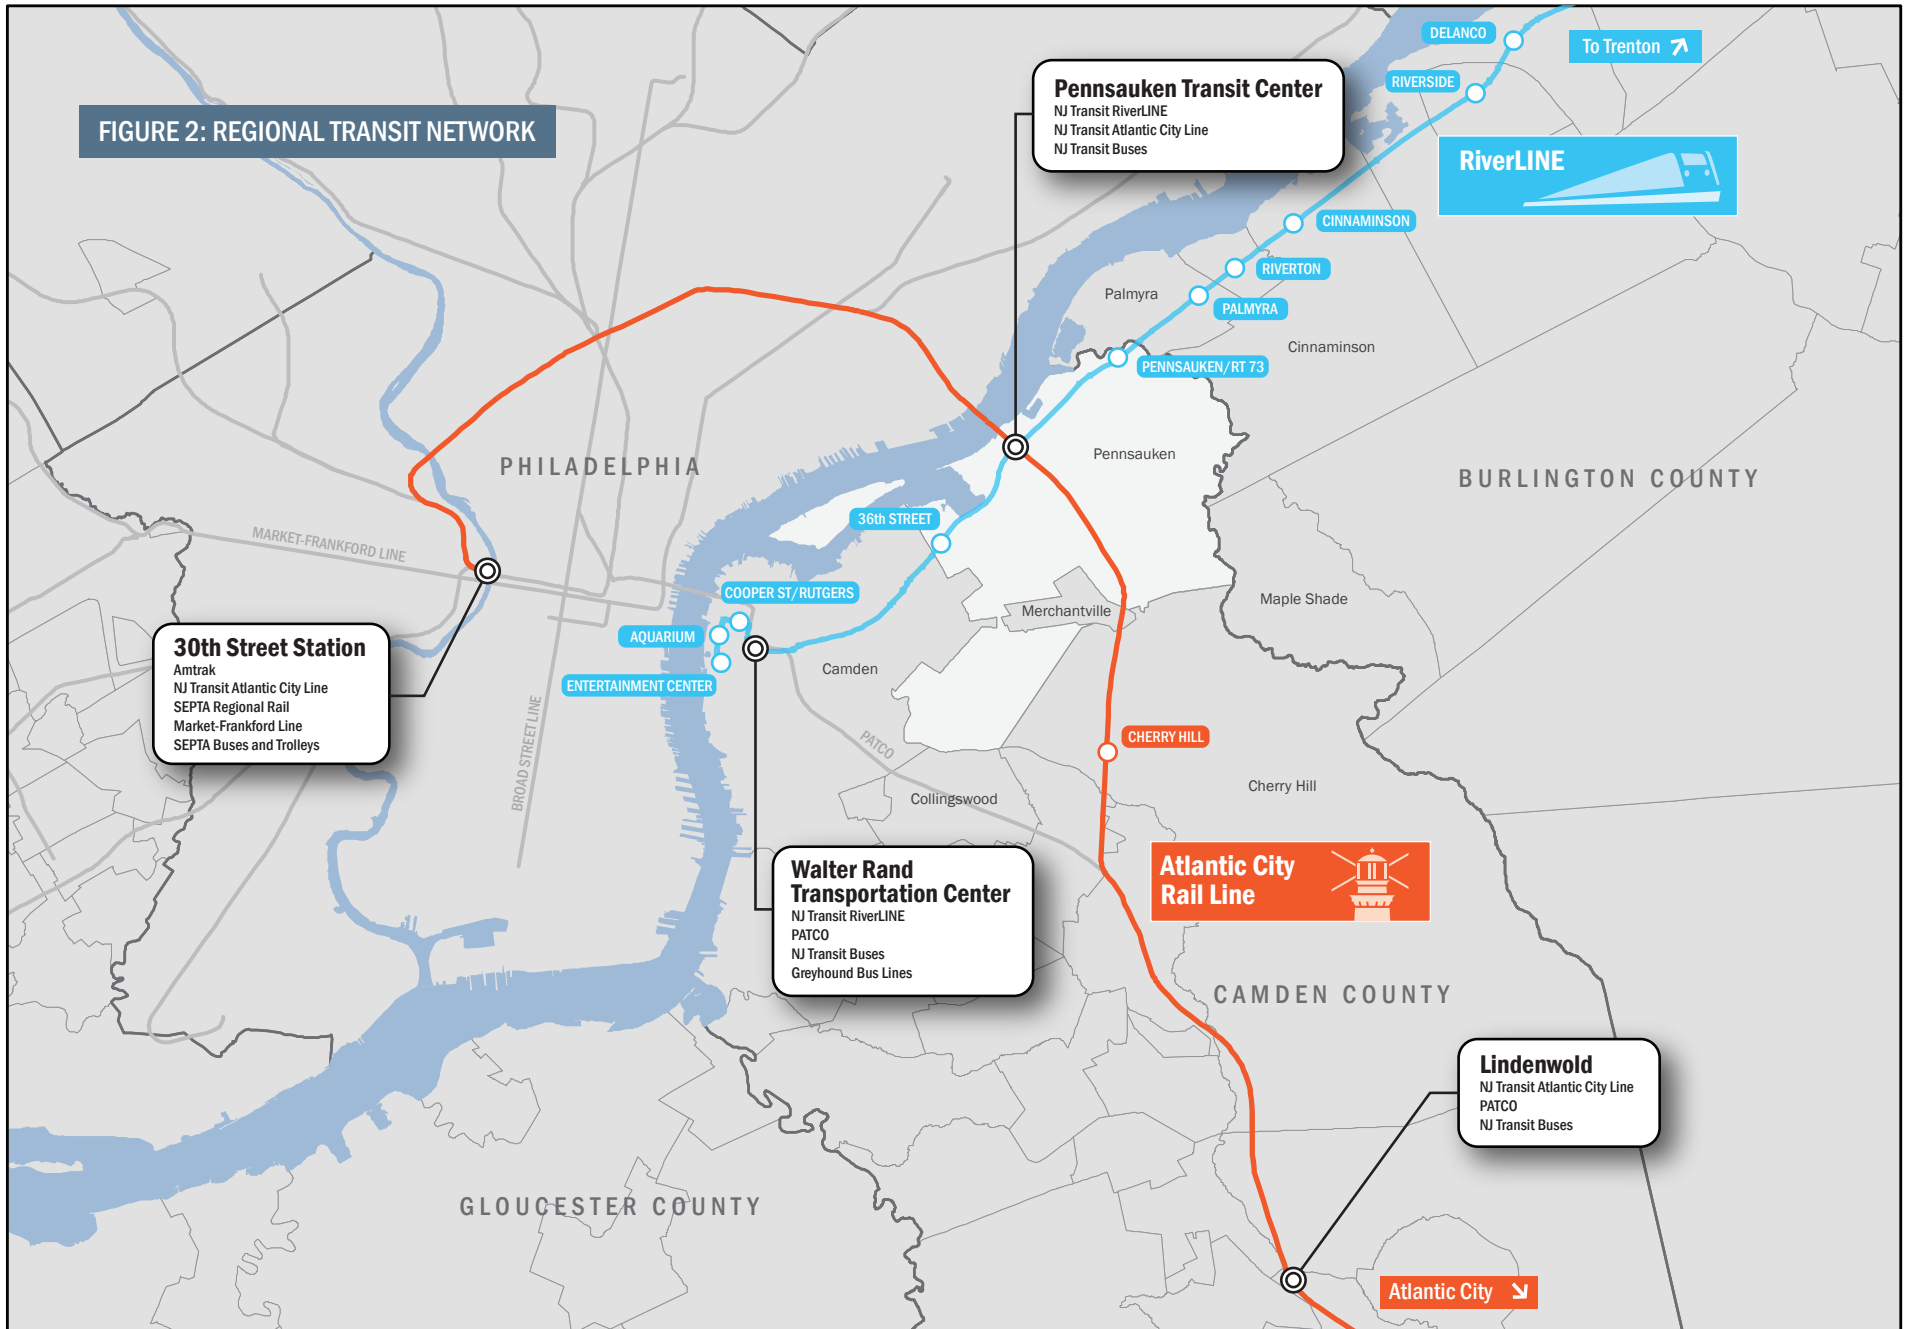 FIGURE 2: REGIONAL TRANSIT NETWORK
DELANCO
To Trenton
RIVERSIDE
Pennsauken Transit Center
NJ Transit RiverLINE
NJ Transit Atlantic City Line
NJ Transit Buses
RiverLINE
CINNAMINSON
RIVERTON
Palmyra
PALMYRA
Cinnaminson
PENNSAUKEN/RT 73
PHILADELPHIA
Pennsauken
BURLINGTON COUNTY
36th STREET
MARKET-FRANKFORD LINE
COOPER ST/RUTGERS
Merchantville
Maple Shade
AQUARIUM
Camden
ENTERTAINMENT CENTER
30th Street Station
Amtrak
NJ Transit Atlantic City Line
SEPTA Regional Rail
Market-Frankford Line
SEPTA Buses and Trolleys
BROAD STREET LINE
PATCO
CHERRY HILL
Cherry Hill
Collingswood
Atlantic City
Rail Line
Walter Rand
Transportation Center
NJ Transit RiverLINE
PATCO
NJ Transit Buses
Greyhound Bus Lines
CAMDEN COUNTY
Lindenwold
NJ Transit Atlantic City Line
PATCO
NJ Transit Buses
GLOUCESTER COUNTY
Atlantic City